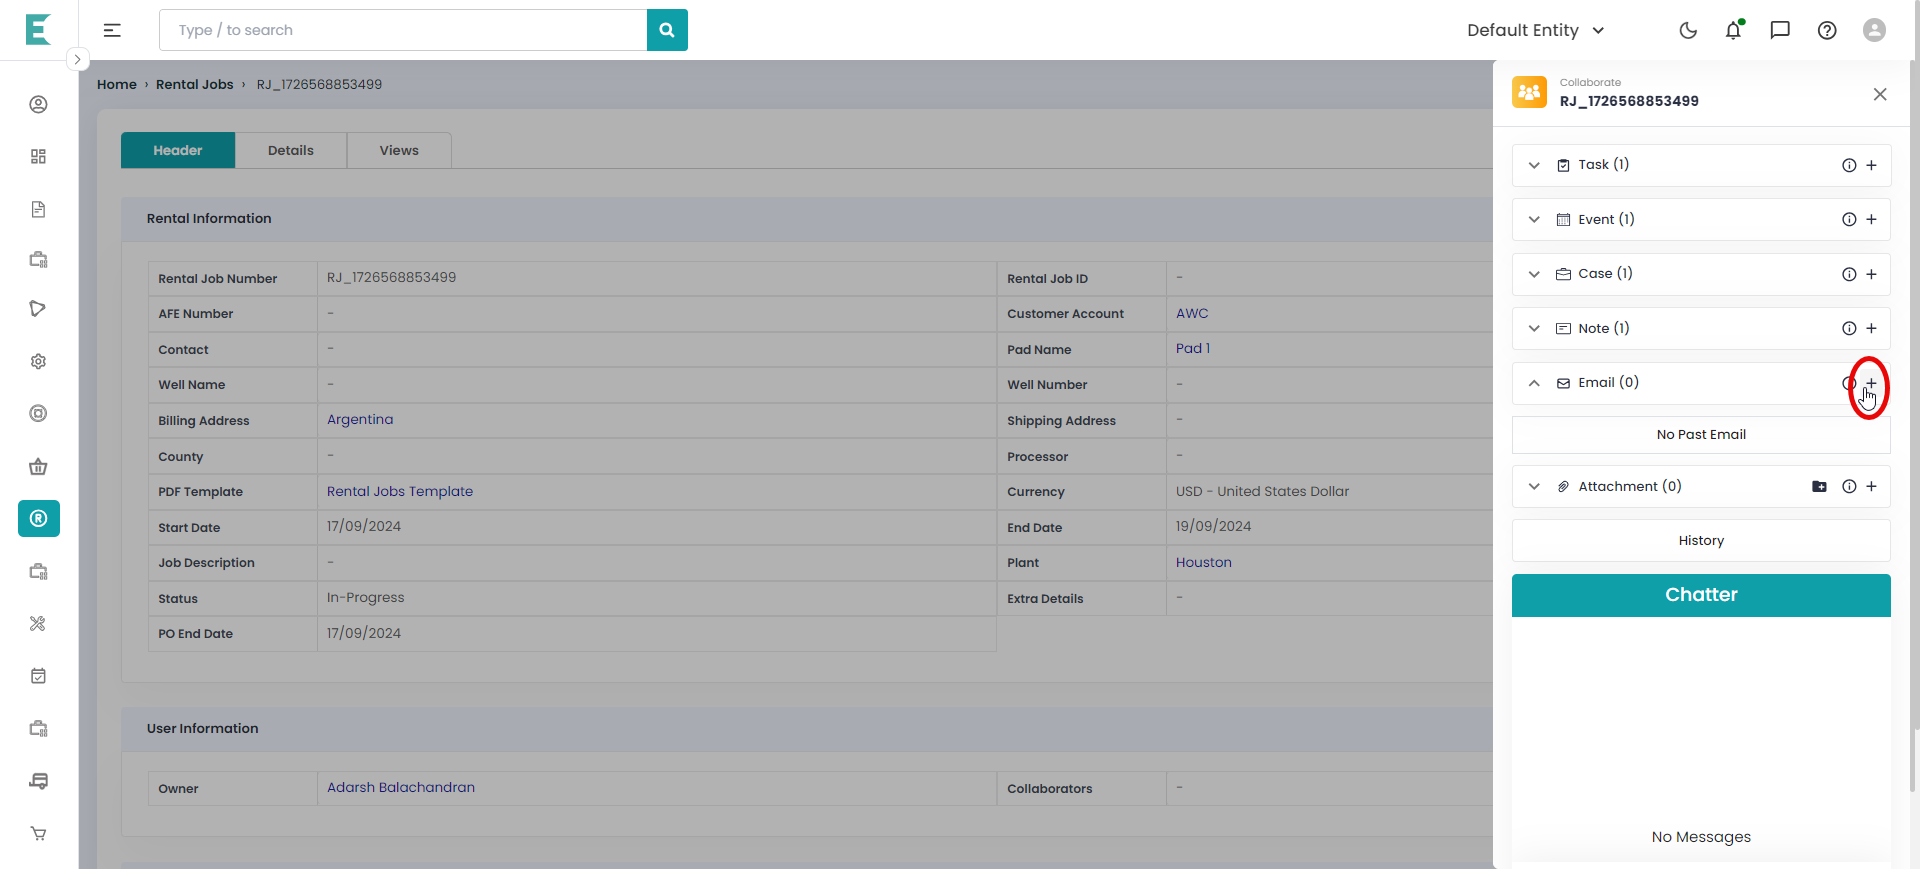 Type / to search
Default Entity
Home › Rental Jobs › RJ_1726568853499
Header Details Views
Rental Information
Rental Job Number RJ_1726568853499 Rental Job ID -
AFE Number - Customer Account AWC
Contact - Pad Name Pad 1
Well Name - Well Number -
Billing Address Argentina Shipping Address -
County - Processor -
PDF Template Rental Jobs Template Currency USD - United States Dollar
Start Date 17/09/2024 End Date 19/09/2024
Job Description - Plant Houston
Status In-Progress Extra Details -
PO End Date 17/09/2024
User Information
Owner Adarsh Balachandran Collaborators -
Collaborate
RJ_1726568853499
Task (1)
Event (1)
Case (1)
Note (1)
Email (0)
No Past Email
Attachment (0)
History
Chatter
No Messages